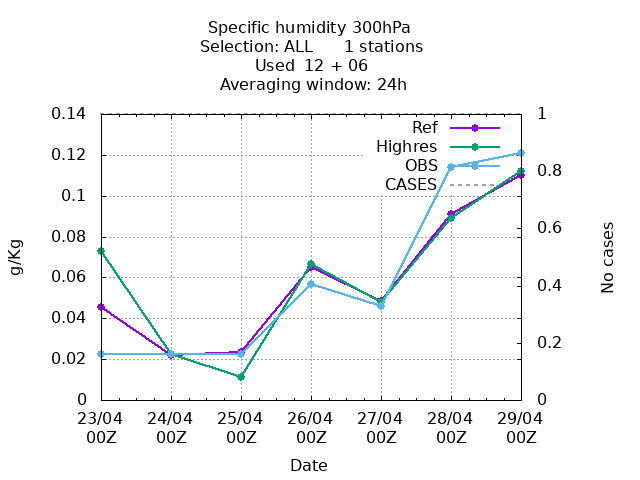 Specific humidity 300hPa
Selection: ALL 1 stations
Used 12 + 06
Averaging window: 24h
0.14
0.12
0.1
0.08
0.06
0.04
0.02
0
1
0.8
0.6
0.4
0.2
0
g/Kg
No cases
Ref
Highres
OBS
CASES
23/04 24/04 25/04 26/04 27/04 28/04 29/04
00Z 00Z 00Z 00Z 00Z 00Z 00Z
Date